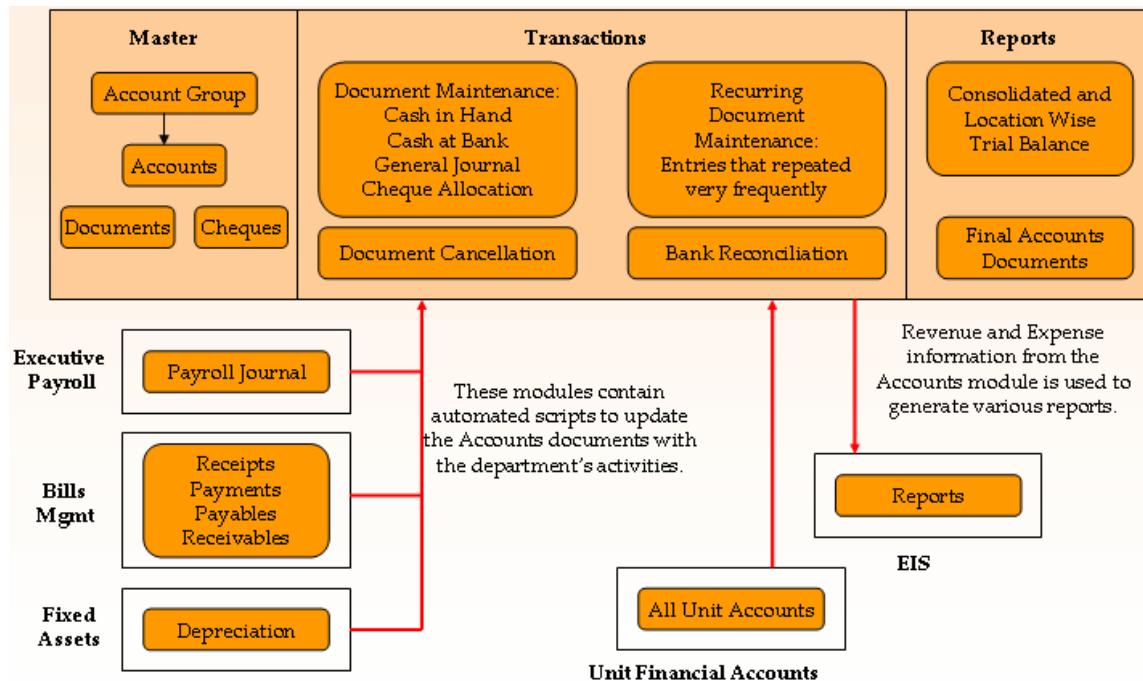 Master
Account Group
Accounts
Documents
Cheques
Transactions
Document Maintenance:
Cash in Hand
Cash at Bank
General Journal
Cheque Allocation
Recurring
Document
Maintenance:
Entries that repeated
very frequently
Document Cancellation
Bank Reconciliation
Reports
Consolidated and
Location Wise
Trial Balance
Final Accounts
Documents
Executive
Payroll
Payroll Journal
Bills
Mgmt
Receipts
Payments
Payables
Receivables
Fixed
Assets
Depreciation
These modules contain
automated scripts to update
the Accounts documents with
the department's activities.
All Unit Accounts
Unit Financial Accounts
Revenue and Expense
information from the
Accounts module is used to
generate various reports.
Reports
EIS